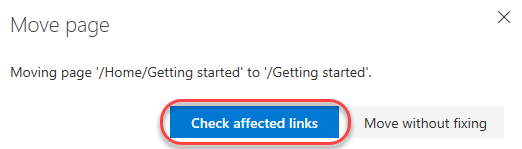 Move page
Moving page '/Home/Getting started' to '/Getting started'.
Check affected links
Move without fixing